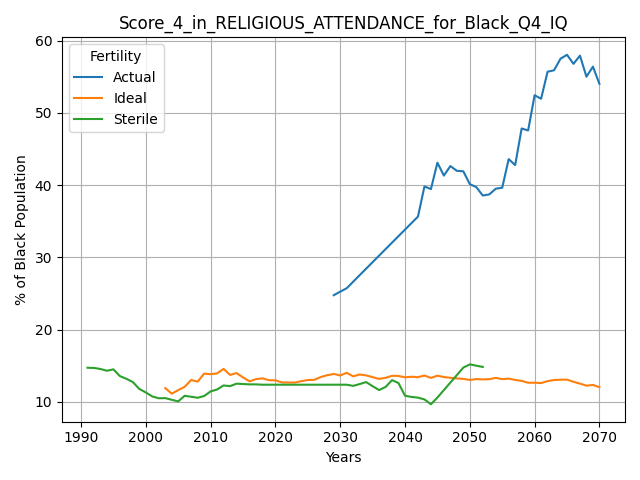 Score_4_in_RELIGIOUS_ATTENDANCE_for_Black_Q4_IQ
Fertility
Actual
Ideal
Sterile
% of Black Population
60
50
40
30
20
10
1990 2000 2010 2020 2030 2040 2050 2060 2070
Years